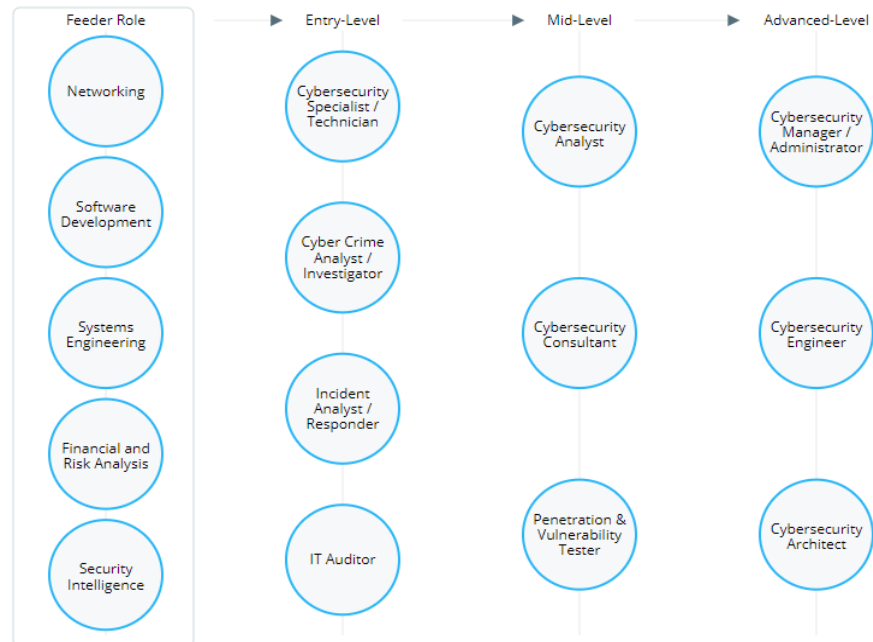 Feeder Role
Entry-Level
Mid-Level
Advanced-Level
Networking
Software
Development
Systems
Engineering
Financial and
Risk Analysis
Security
Intelligence
Cybersecurity
Specialist /
Technician
Cyber Crime
Analyst /
Investigator
Incident
Analyst /
Responder
IT Auditor
Cybersecurity
Analyst
Cybersecurity
Consultant
Penetration &
Vulnerability
Tester
Cybersecurity
Manager /
Administrator
Cybersecurity
Engineer
Cybersecurity
Architect